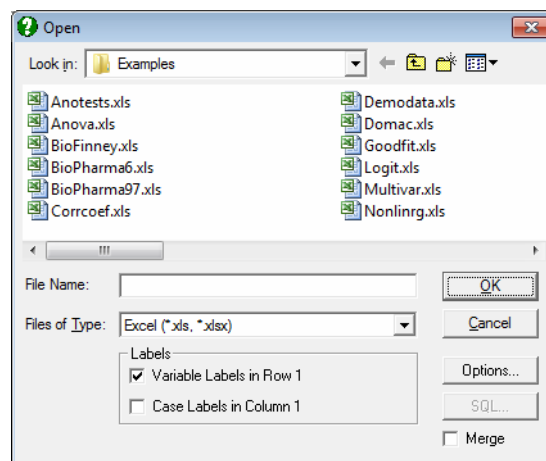 Open
Look in: Examples
Anotests.xls
Anova.xls
BioFinney.xls
BioPharma6.xls
BioPharma97.xls
Corrcoef.xls
Demodata.xls
Domac.xls
Goodfit.xls
Logit.xls
Multivar.xls
Nonlinrg.xls
File Name:
OK
Files of Type: Excel (*.xls, *.xlsx)
Cancel
Labels
Variable Labels in Row 1
Case Labels in Column 1
Options...
SQL...
Merge